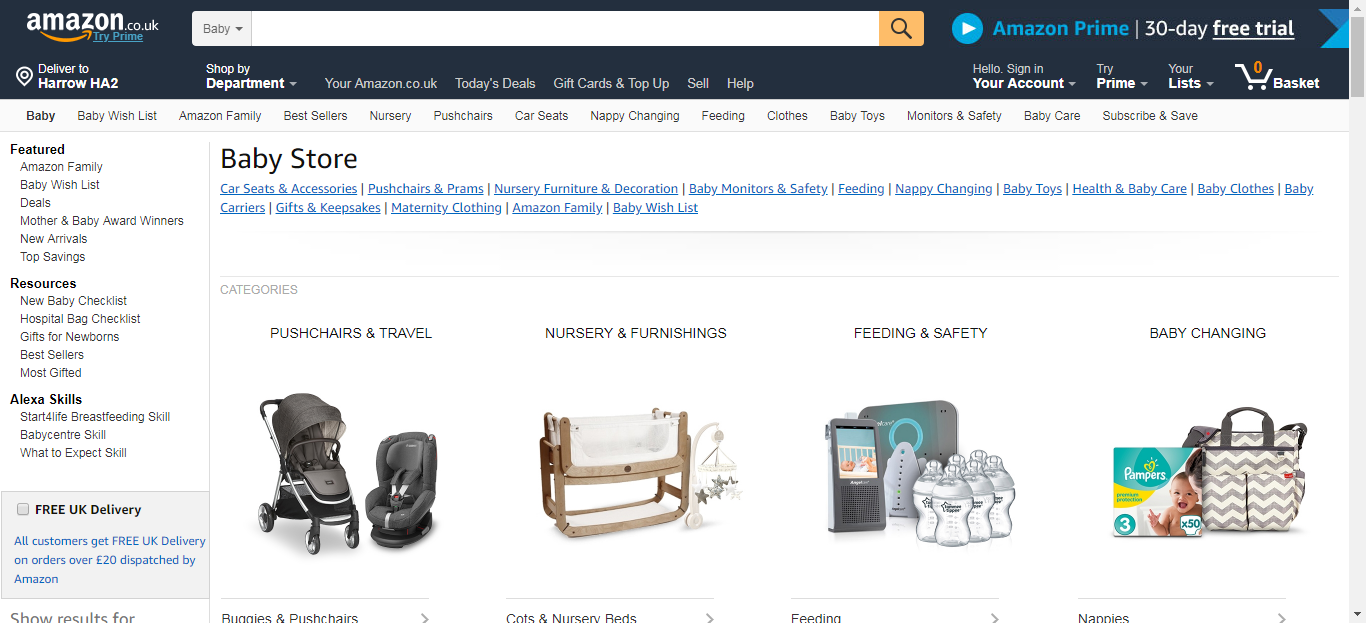 amazon.co.uk
Try Prime
Baby
Amazon Prime | 30-day free trial
Deliver to
Harrow HA2
Shop by
Department
Your Amazon.co.uk Today's Deals Gift Cards & Top Up Sell Help
Hello. Sign in
Your Account
Try
Prime
Your
Lists
0
Basket
Baby Baby Wish List Amazon Family Best Sellers Nursery Pushchairs Car Seats Nappy Changing Feeding Clothes Baby Toys Monitors & Safety Baby Care Subscribe & Save
Featured
Amazon Family
Baby Wish List
Deals
Mother & Baby Award Winners
New Arrivals
Top Savings
Resources
New Baby Checklist
Hospital Bag Checklist
Gifts for Newborns
Best Sellers
Most Gifted
Alexa Skills
Start4life Breastfeeding Skill
Babycentre Skill
What to Expect Skill
FREE UK Delivery
All customers get FREE UK Delivery
on orders over £20 dispatched by
Amazon
Show results for
Baby Store
Car Seats & Accessories | Pushchairs & Prams | Nursery Furniture & Decoration | Baby Monitors & Safety | Feeding | Nappy Changing | Baby Toys | Health & Baby Care | Baby Clothes | Baby
Carriers | Gifts & Keepsakes | Maternity Clothing | Amazon Family | Baby Wish List
CATEGORIES
PUSHCHAIRS & TRAVEL
NURSERY & FURNISHINGS
FEEDING & SAFETY
BABY CHANGING
tommee tippee
Pampers
premium protection
3
x50
Buggies & Pushchairs
Cots & Nursery Beds
Feeding
Nappies